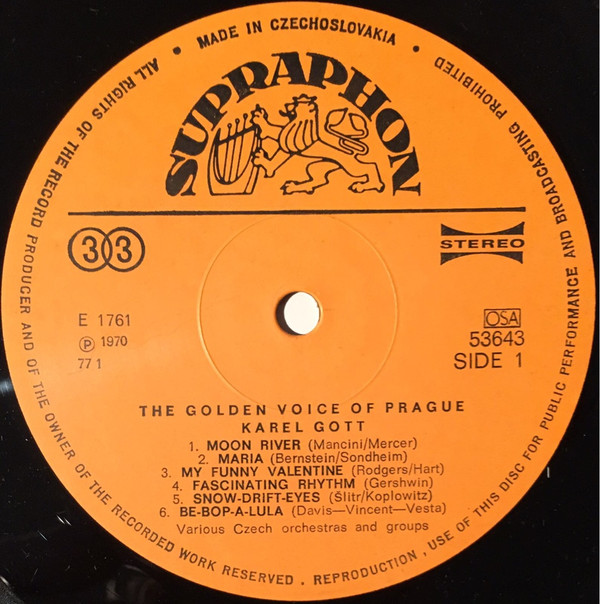 ALL RIGHTS OF THE RECORD PRODUCER AND OF THE OWNER OF THE RECORDED WORK RESERVED . REPRODUCTION , USE OF THIS DISC FOR PUBLIC PERFORMANCE AND BROADCASTING PROHIBITED
• MADE IN CZECHOSLOVAKIA •
SUPRAPHON
33
STEREO
E 1761
Ⓟ 1970
77 1
OSA
53643
SIDE 1
THE GOLDEN VOICE OF PRAGUE
KAREL GOTT
1. MOON RIVER (Mancini/Mercer)
2. MARIA (Bernstein/Sondheim)
3. MY FUNNY VALENTINE (Rodgers/Hart)
4. FASCINATING RHYTHM (Gershwin)
5. SNOW-DRIFT-EYES (Šlitr/Koplowitz)
6. BE-BOP-A-LULA (Davis—Vincent—Vesta)
Various Czech orchestras and groups